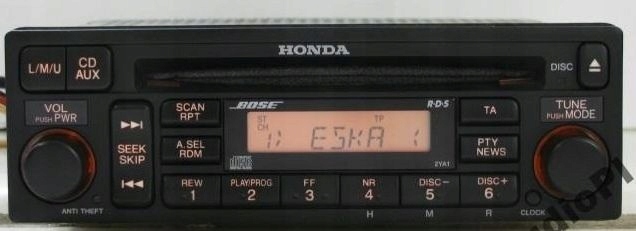 HONDA
L/M/U
CD
AUX
DISC
VOL
PUSH PWR
SCAN
RPT
BOSE
R·D·S
TA
TUNE
PUSH MODE
ST
CH
TP
ESKA
SEEK
SKIP
A.SEL
RDM
2YA1
PTY
NEWS
REW
1
PLAY/PROG
2
FF
3
NR
4
DISC−
5
DISC+
6
ANTI THEFT
H
M
R
CLOCK